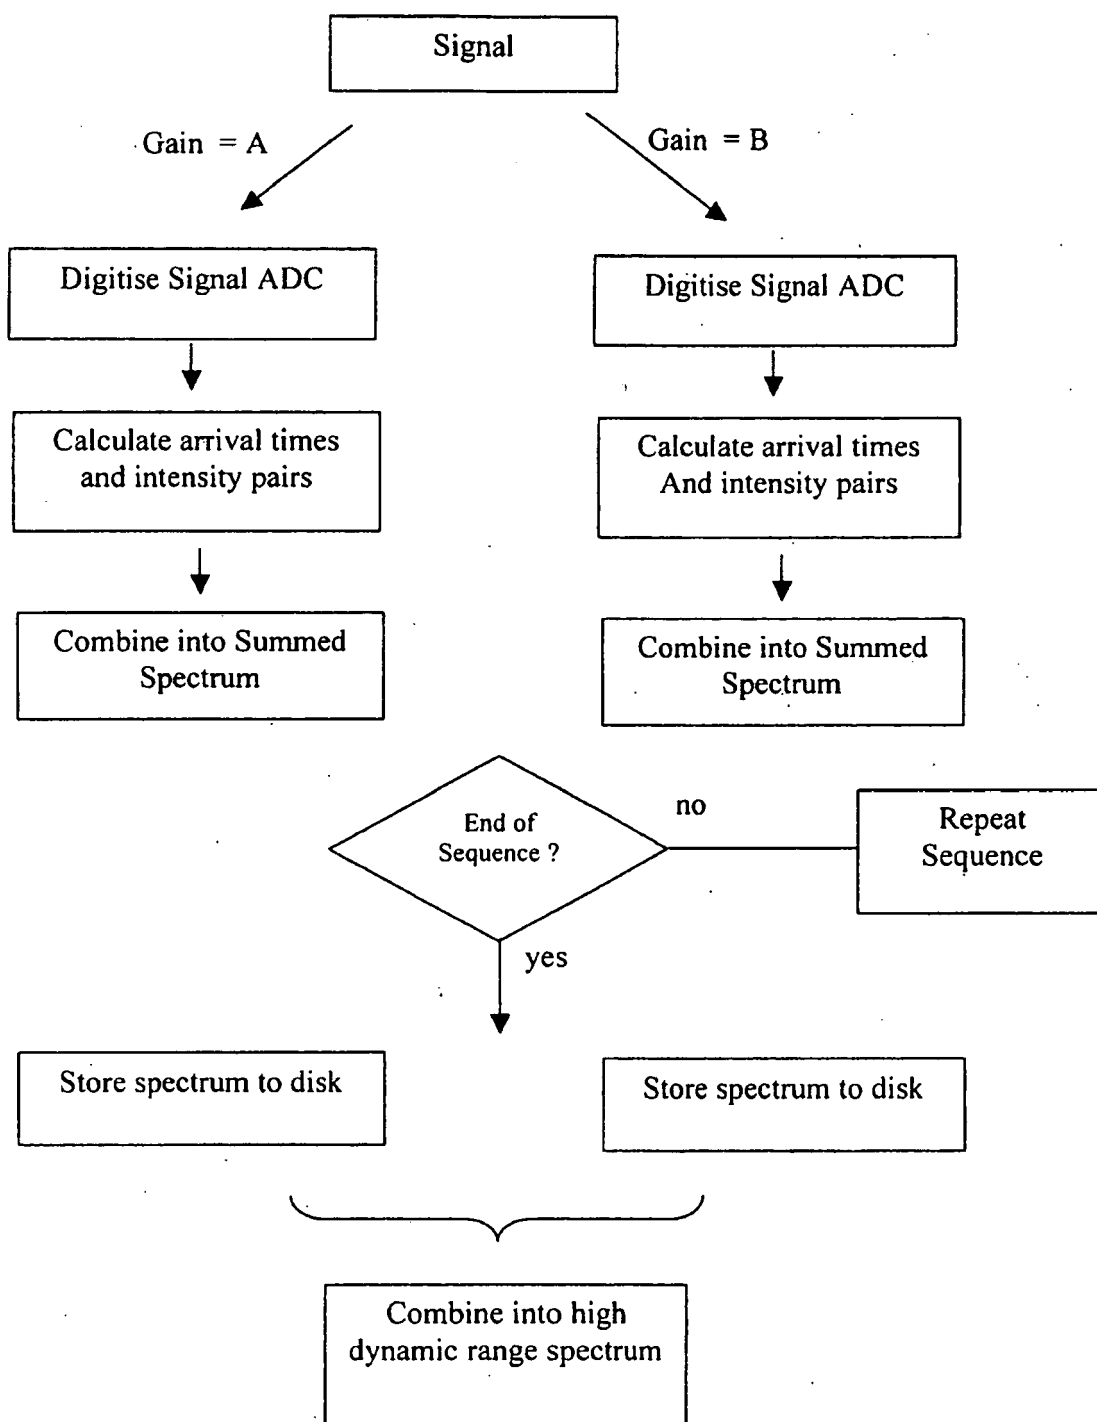 Signal
Gain = A
Gain = B
Digitise Signal ADC
Digitise Signal ADC
Calculate arrival times
and intensity pairs
Calculate arrival times
And intensity pairs
Combine into Summed
Spectrum
Combine into Summed
Spectrum
End of
Sequence ?
no
Repeat
Sequence
yes
Store spectrum to disk
Store spectrum to disk
Combine into high
dynamic range spectrum